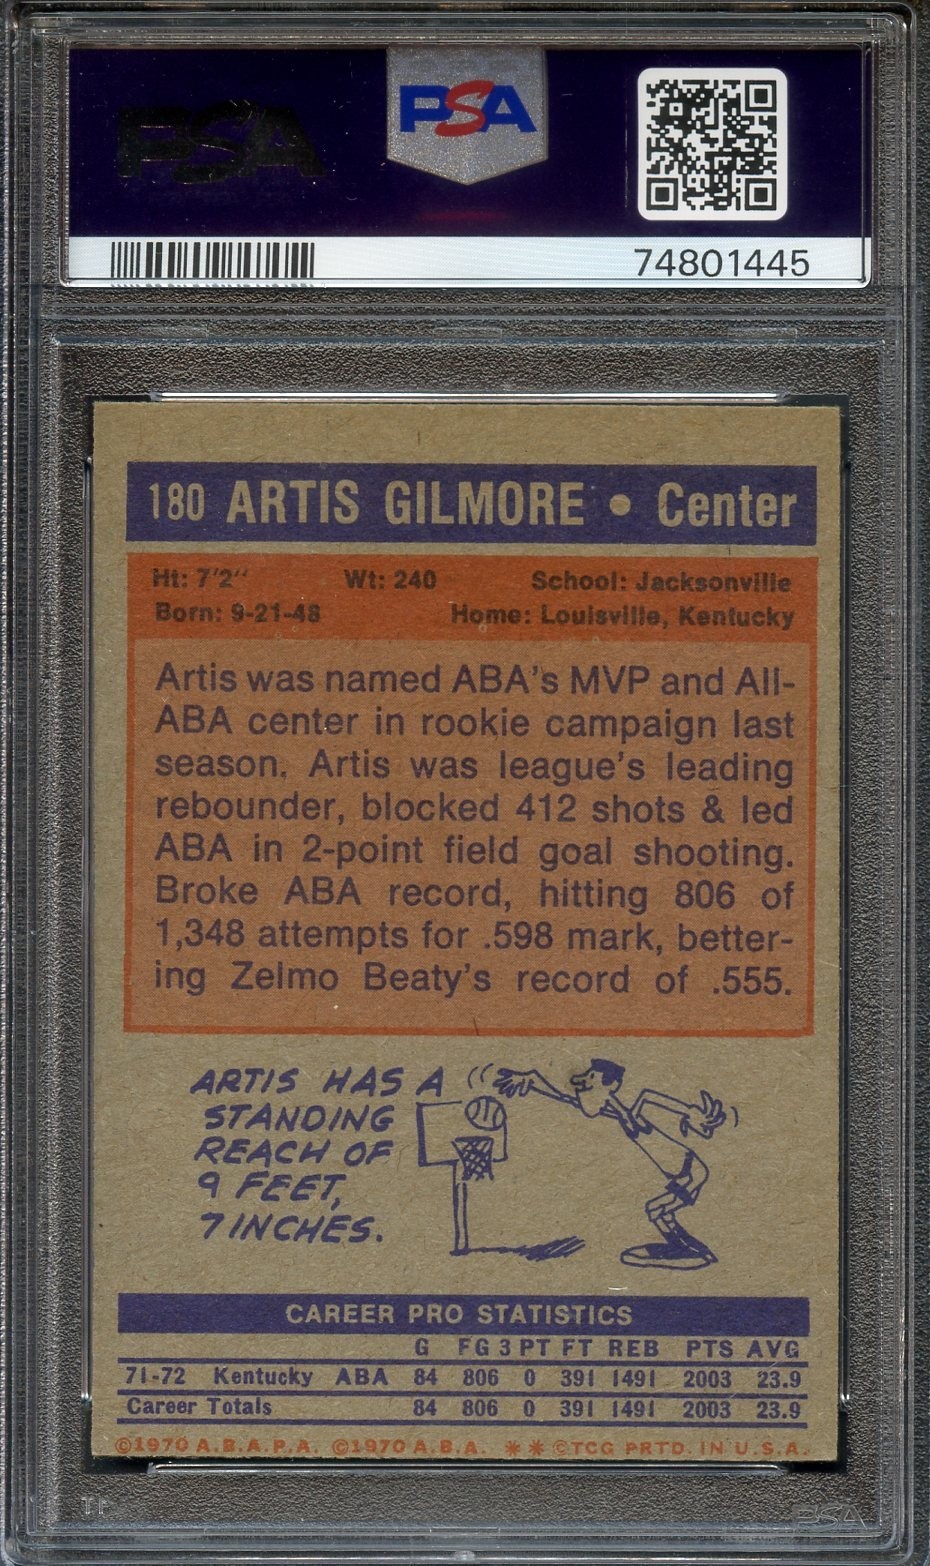 PSA
PSA
74801445
180 ARTIS GILMORE • Center
Ht: 7'2'' Wt: 240 School: Jacksonville
Born: 9-21-48 Home: Louisville, Kentucky
Artis was named ABA's MVP and All-
ABA center in rookie campaign last
season. Artis was league's leading
rebounder, blocked 412 shots & led
ABA in 2-point field goal shooting.
Broke ABA record, hitting 806 of
1,348 attempts for .598 mark, better-
ing Zelmo Beaty's record of .555.
ARTIS HAS A
STANDING
REACH OF
9 FEET,
7 INCHES.
CAREER PRO STATISTICS
G FG 3 PT FT REB PTS AVG
71-72 Kentucky ABA 84 806 0 391 1491 2003 23.9
Career Totals 84 806 0 391 1491 2003 23.9
©1970 A.B.A.P.A. ©1970 A.B.A. ** ©TCG PRTD. IN U.S.A.
PSA